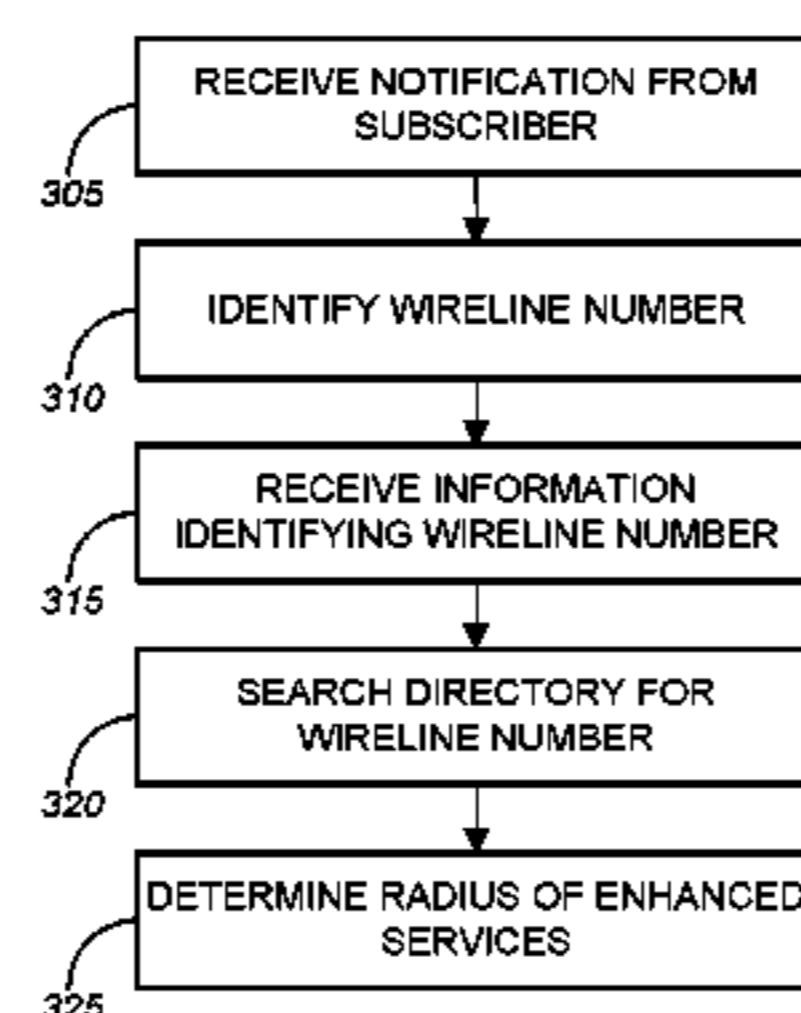 RECEIVE NOTIFICATION FROM
SUBSCRIBER
305
IDENTIFY WIRELINE NUMBER
310
RECEIVE INFORMATION
IDENTIFYING WIRELINE NUMBER
315
SEARCH DIRECTORY FOR
WIRELINE NUMBER
320
DETERMINE RADIUS OF ENHANCED
SERVICES
325